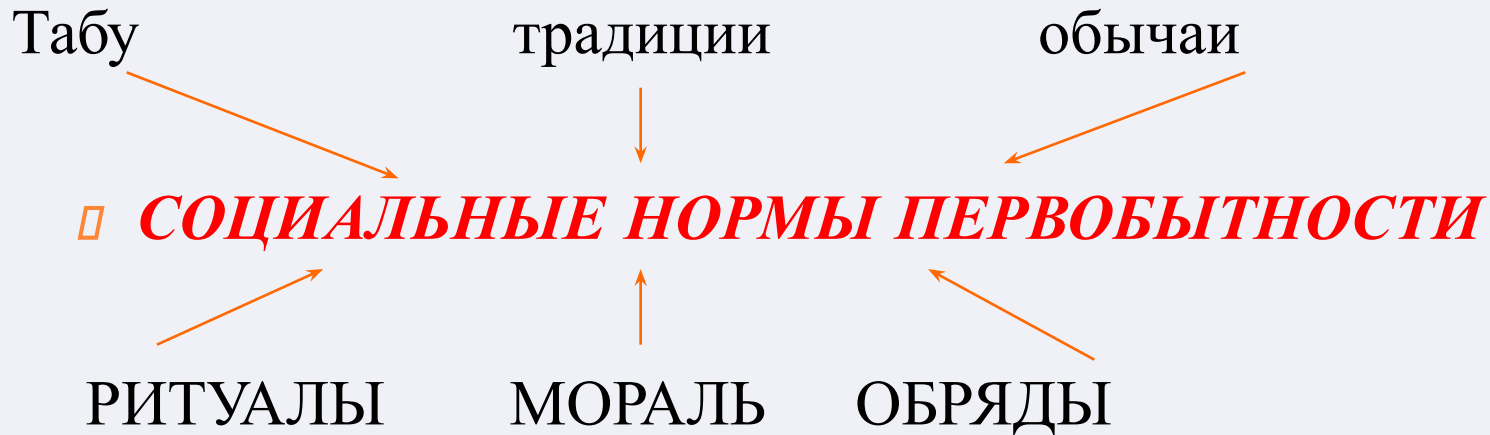 Табу традиции обычаи
СОЦИАЛЬНЫЕ НОРМЫ ПЕРВОБЫТНОСТИ
РИТУАЛЫ МОРАЛЬ ОБРЯДЫ